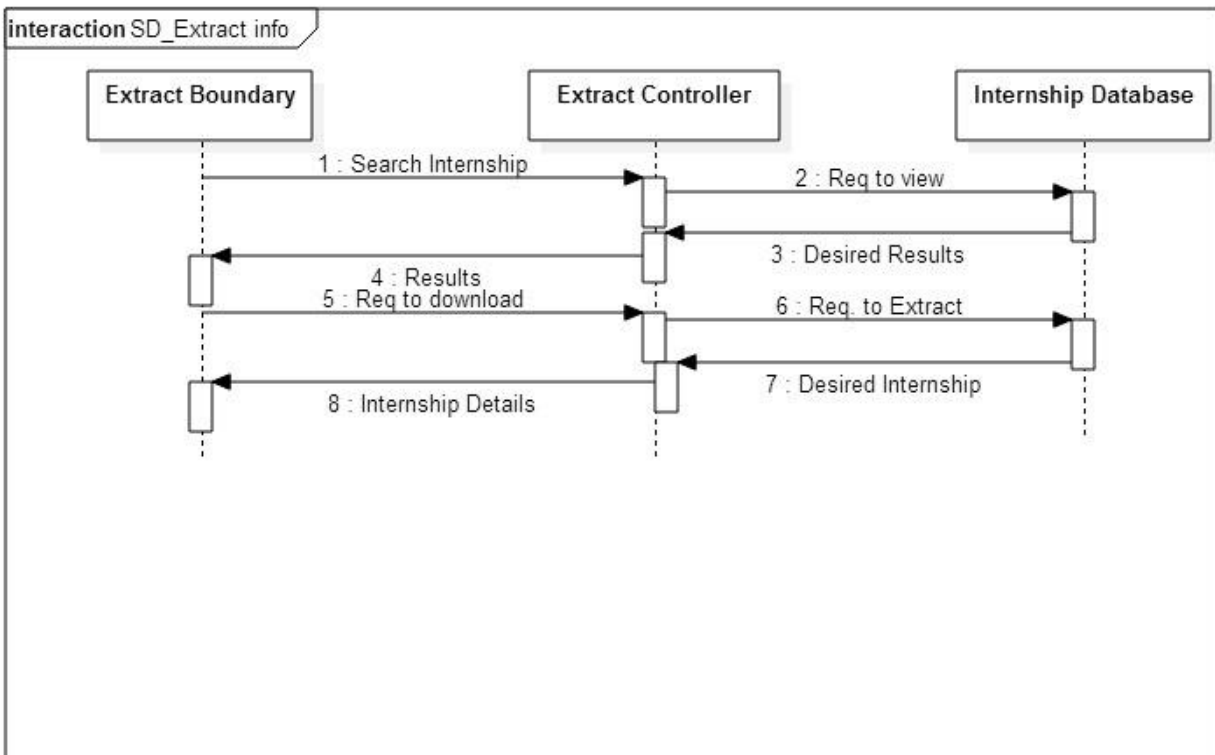 interaction SD_Extract info
Extract Boundary
Extract Controller
Internship Database
1 : Search Internship
2 : Req to view
3 : Desired Results
4 : Results
5 : Req to download
6 : Req. to Extract
7 : Desired Internship
8 : Internship Details